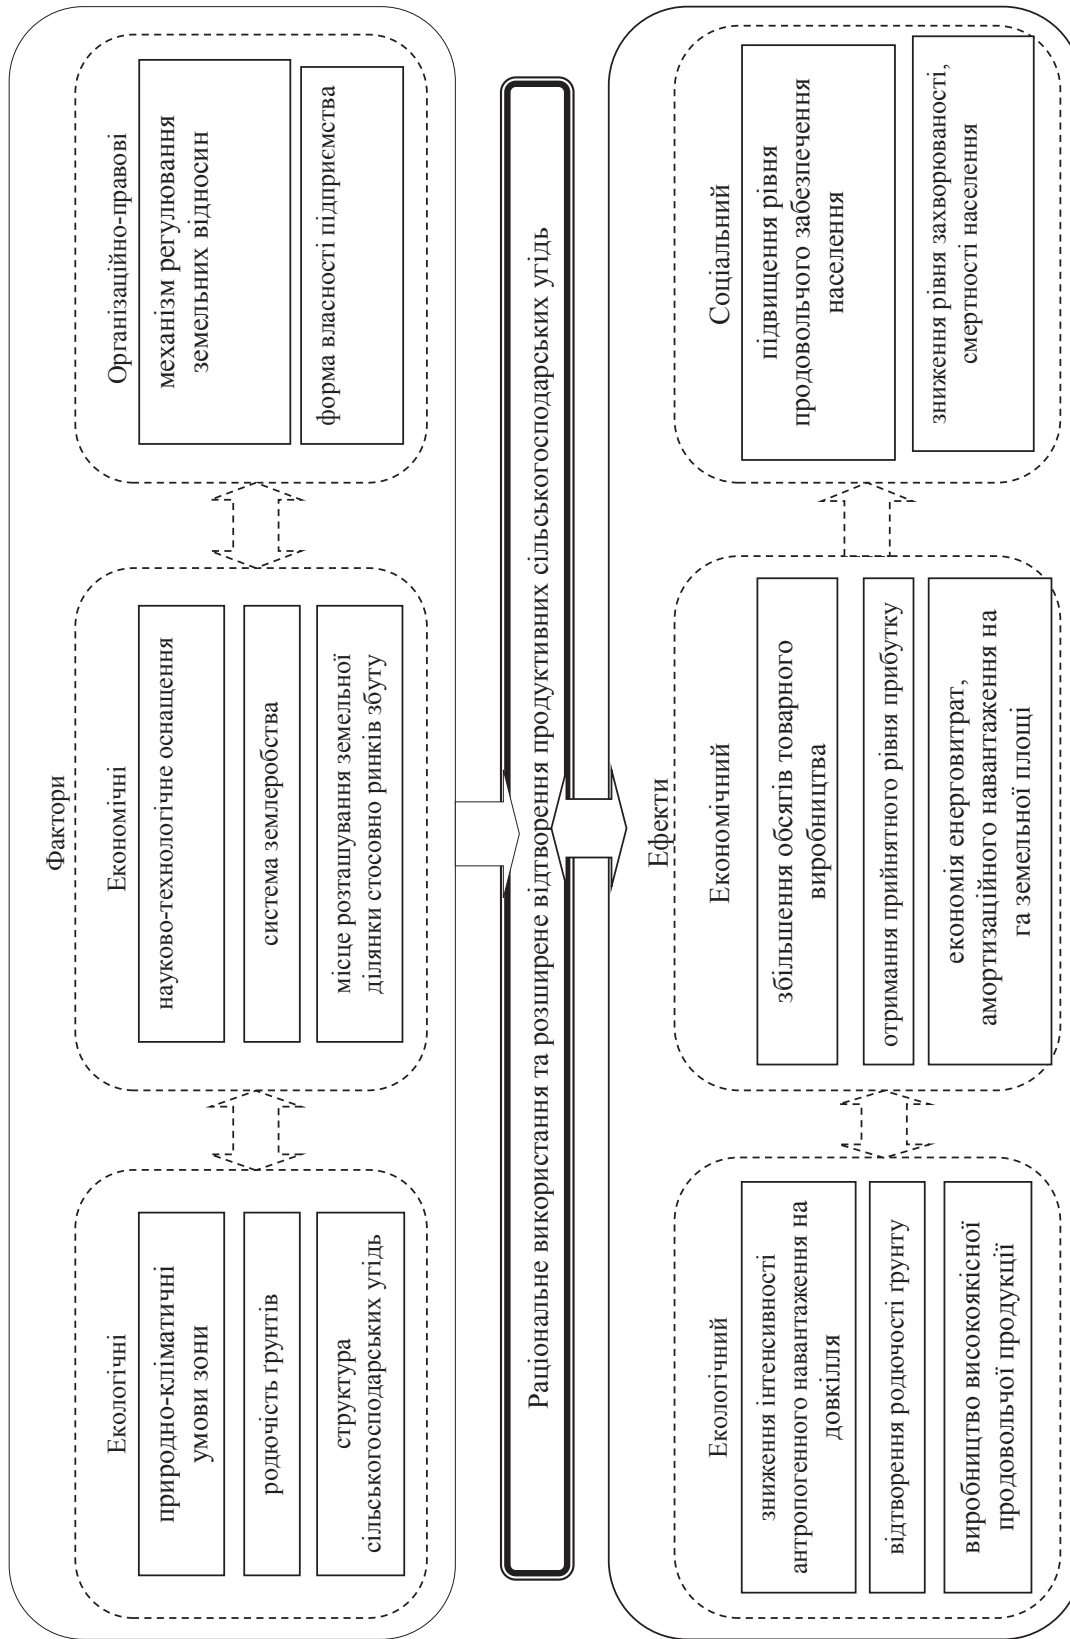 Фактори
Екологічні
природно-кліматичні
умови зони
родючість ґрунтів
структура
сільськогосподарських угідь
Економічні
науково-технологічне оснащення
система землеробства
місце розташування земельної
ділянки стосовно ринків збуту
Організаційно-правові
механізм регулювання
земельних відносин
форма власності підприємства
Раціональне використання та розширене відтворення продуктивних сільськогосподарських угідь
Ефекти
Екологічний
зниження інтенсивності
антропогенного навантаження на
довкілля
відтворення родючості ґрунту
виробництво високоякісної
продовольчої продукції
Економічний
збільшення обсягів товарного
виробництва
отримання прийнятного рівня прибутку
економія енерговитрат,
амортизаційного навантаження на
га земельної площі
Соціальний
підвищення рівня
продовольчого забезпечення
населення
зниження рівня захворюваності,
смертності населення